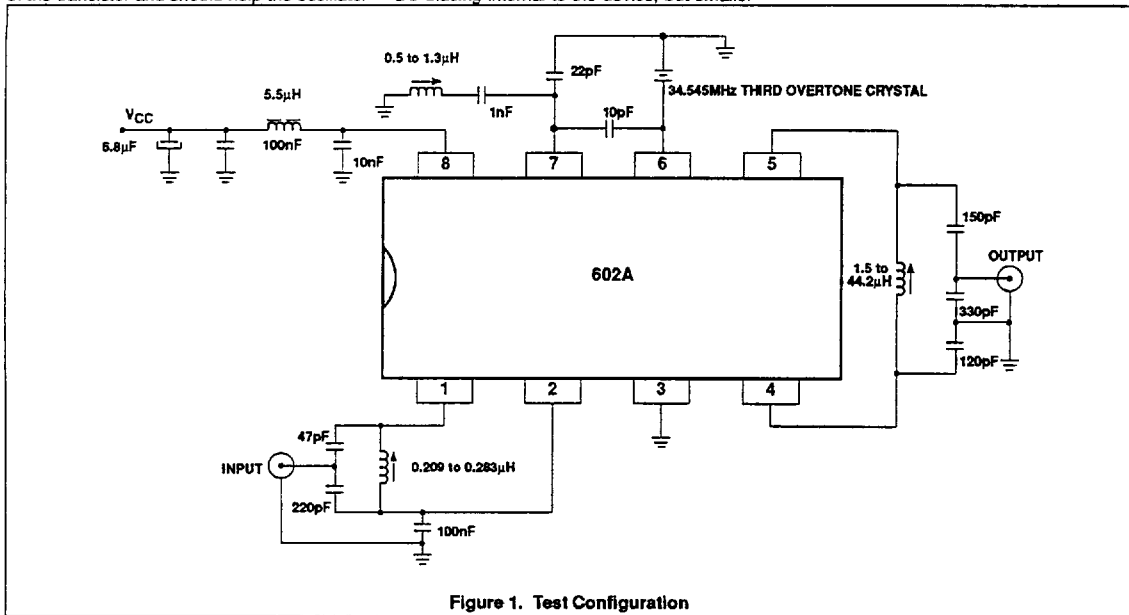 0.5 to 1.3µH
22pF
34.545MHz THIRD OVERTONE CRYSTAL
5.5µH
1nF
10pF
VCC
6.8µF
100nF
10nF
8
7
6
5
150pF
602A
1.5 to
44.2µH
OUTPUT
330pF
120pF
1
2
3
4
47pF
INPUT
0.209 to 0.283µH
220pF
100nF
Figure 1. Test Configuration